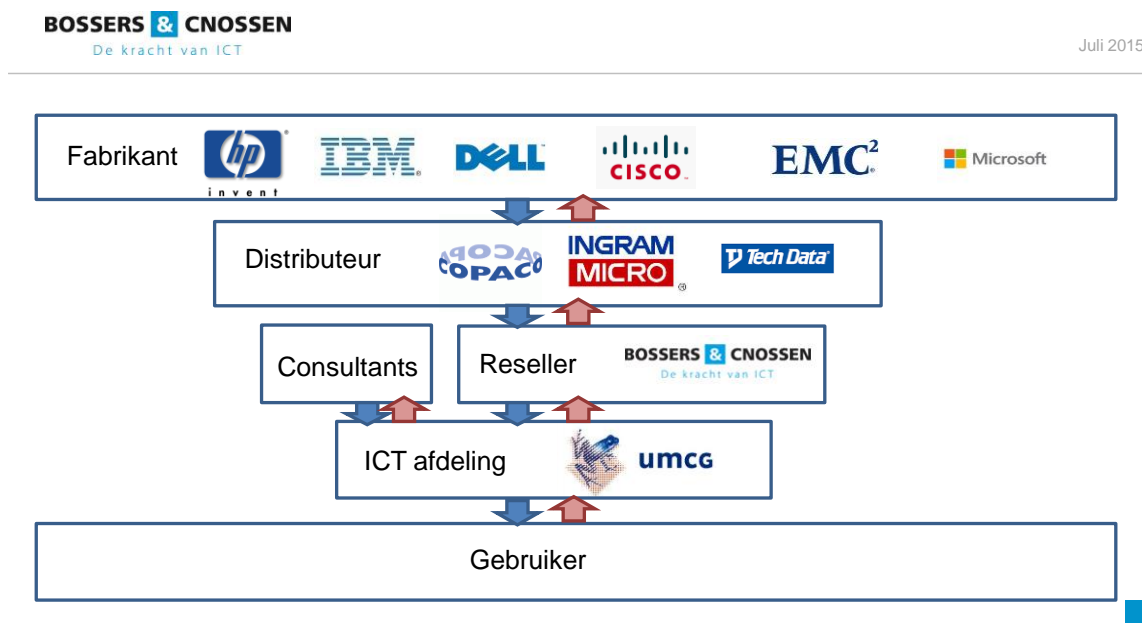 BOSSERS & CNOSSEN
De kracht van ICT
Juli 2015
Fabrikant
hp
invent
IBM.
DELL
CISCO
EMC²
Microsoft
Distributeur
COPACO
COPACO
INGRAM
MICRO ®
Tech Data
Consultants
Reseller
BOSSERS & CNOSSEN
De kracht van ICT
ICT afdeling
umcG
Gebruiker